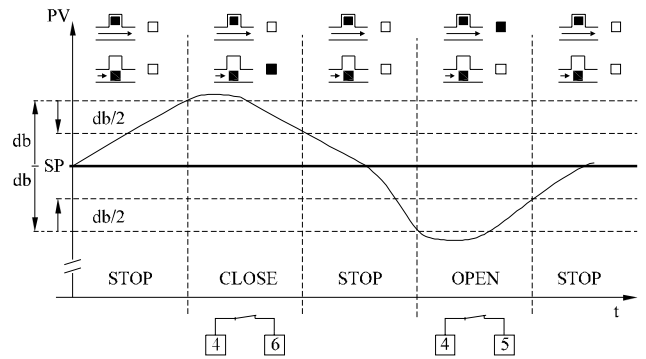 PV
db/2
db
SP
db
db/2
STOP CLOSE STOP OPEN STOP
t
4 6 4 5